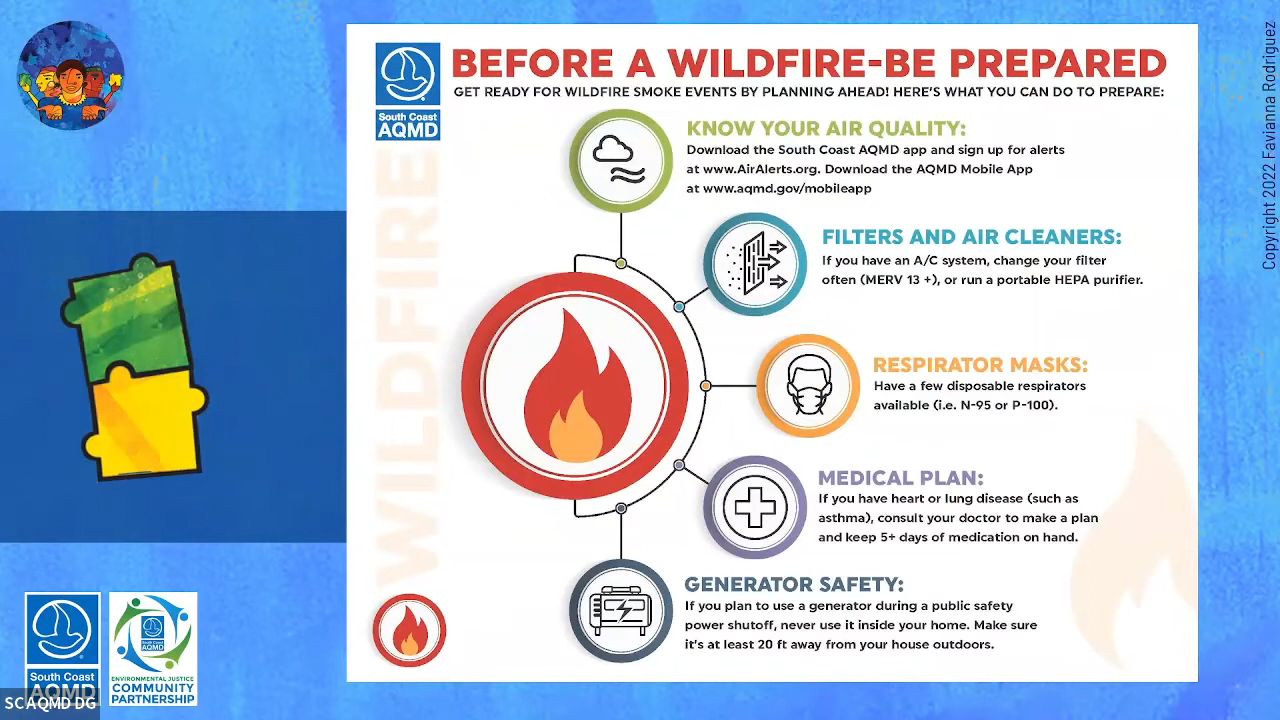 BEFORE A WILDFIRE-BE PREPARED
GET READY FOR WILDFIRE SMOKE EVENTS BY PLANNING AHEAD! HERE'S WHAT YOU CAN DO TO PREPARE:
South Coast
AQMD
WILDFIRE
KNOW YOUR AIR QUALITY:
Download the South Coast AQMD app and sign up for alerts
at www.AirAlerts.org. Download the AQMD Mobile App
at www.aqmd.gov/mobileapp
FILTERS AND AIR CLEANERS:
If you have an A/C system, change your filter
often (MERV 13 +), or run a portable HEPA purifier.
RESPIRATOR MASKS:
Have a few disposable respirators
available (i.e. N-95 or P-100).
MEDICAL PLAN:
If you have heart or lung disease (such as
asthma), consult your doctor to make a plan
and keep 5+ days of medication on hand.
GENERATOR SAFETY:
If you plan to use a generator during a public safety
power shutoff, never use it inside your home. Make sure
it's at least 20 ft away from your house outdoors.
Copyright 2022 Favianna Rodriguez
South Coast
AQMD
South Coast
AQMD
ENVIRONMENTAL JUSTICE
COMMUNITY
PARTNERSHIP
SCAQMD DG